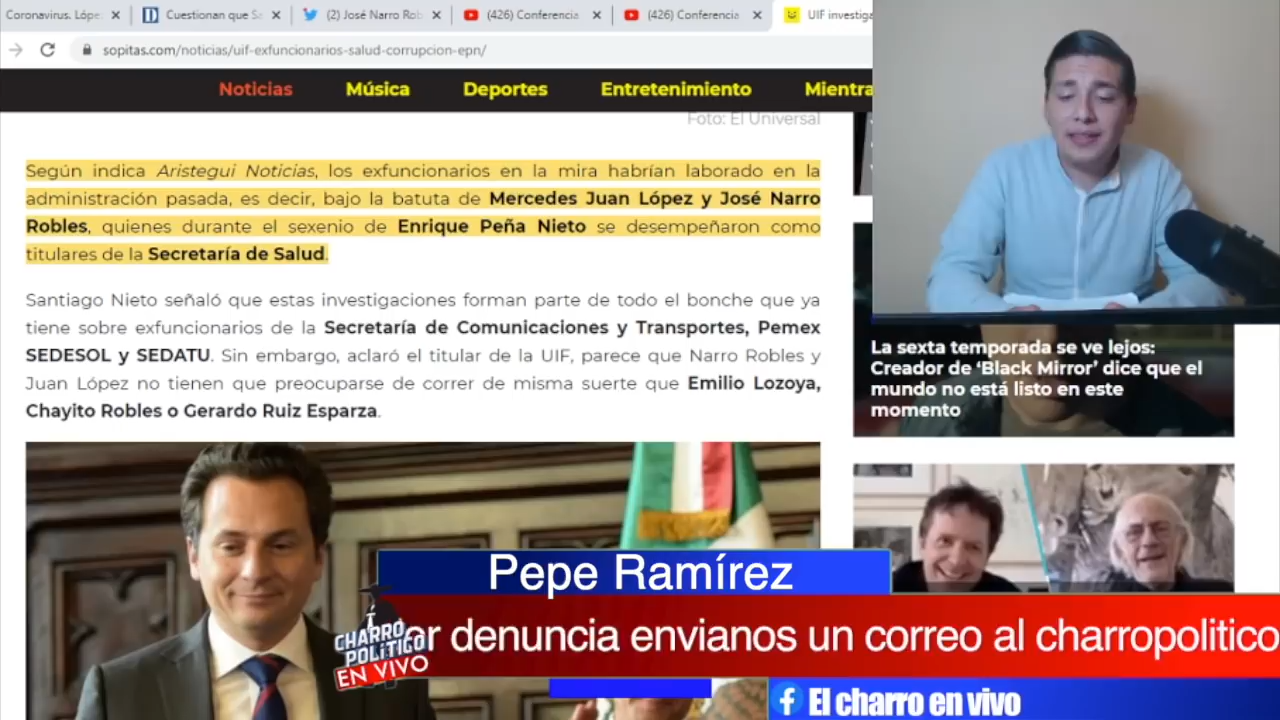 Coronavirus. Lópe
Cuestionan que Sa
(2) José Narro Rob
(426) Conferencia
(426) Conferencia
UIF investiga
sopitas.com/noticias/uif-exfuncionarios-salud-corrupcion-epn/
Noticias
Música
Deportes
Entretenimiento
Mientra
Foto: El Universal
Según indica Aristegui Noticias, los exfuncionarios en la mira habrían laborado en la
administración pasada, es decir, bajo la batuta de Mercedes Juan López y José Narro
Robles, quienes durante el sexenio de Enrique Peña Nieto se desempeñaron como
titulares de la Secretaría de Salud.
Santiago Nieto señaló que estas investigaciones forman parte de todo el bonche que ya
tiene sobre exfuncionarios de la Secretaría de Comunicaciones y Transportes, Pemex
SEDESOL y SEDATU. Sin embargo, aclaró el titular de la UIF, parece que Narro Robles y
Juan López no tienen que preocuparse de correr de misma suerte que Emilio Lozoya,
Chayito Robles o Gerardo Ruiz Esparza.
La sexta temporada se ve lejos:
Creador de ‘Black Mirror’ dice que el
mundo no está listo en este
momento
Pepe Ramírez
ar denuncia envianos un correo al charropolitico
CHARRO
POLÍTICO
EN VIVO
El charro en vivo